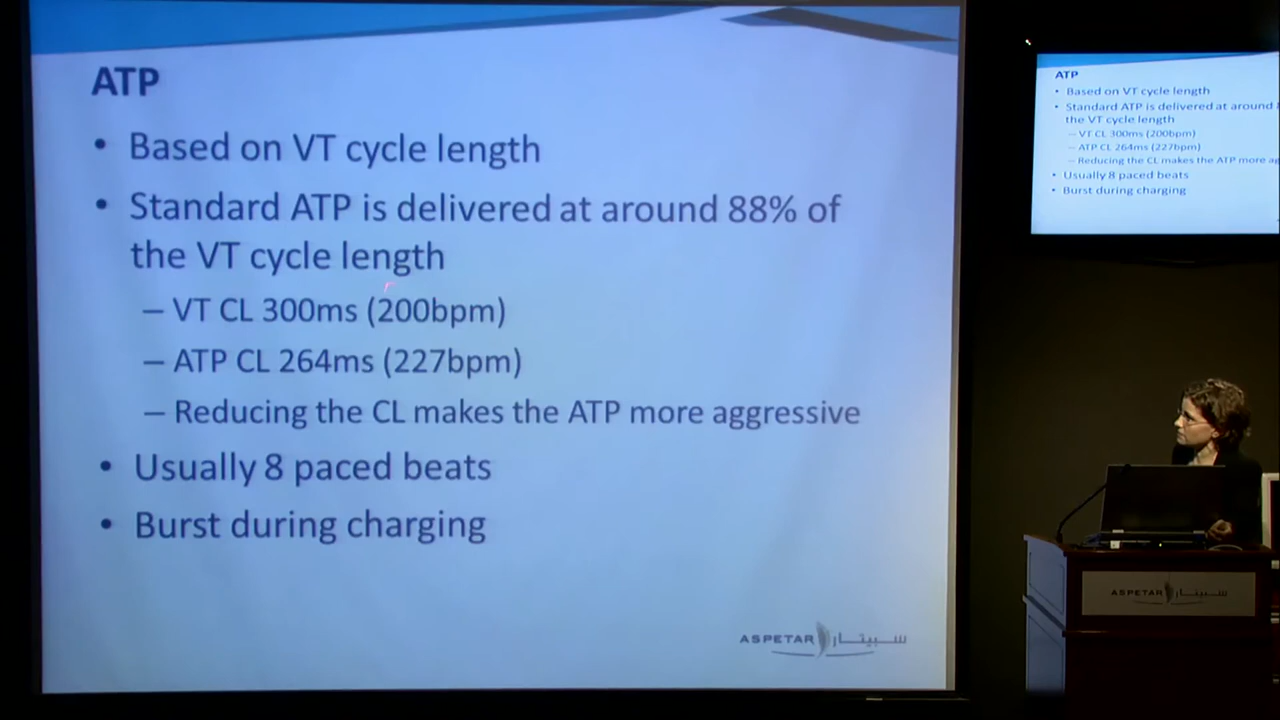 ATP
• Based on VT cycle length
• Standard ATP is delivered at around 88% of
the VT cycle length
– VT CL 300ms (200bpm)
– ATP CL 264ms (227bpm)
– Reducing the CL makes the ATP more aggressive
• Usually 8 paced beats
• Burst during charging
ASPETAR سبيتار
ATP
• Based on VT cycle length
• Standard ATP is delivered at around
the VT cycle length
– VT CL 300ms (200bpm)
– ATP CL 264ms (227bpm)
– Reducing the CL makes the ATP more ag
• Usually 8 paced beats
• Burst during charging
ASPETAR سبيتار